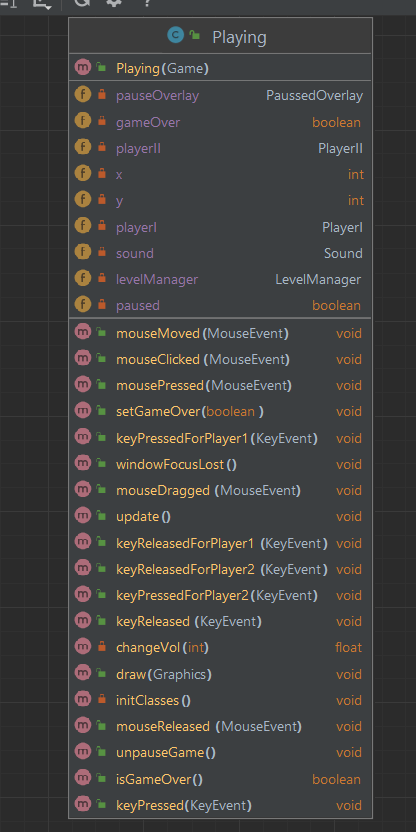 Playing
Playing(Game)
pauseOverlay PaussedOverlay
gameOver boolean
playerII PlayerII
x int
y int
playerI PlayerI
sound Sound
levelManager LevelManager
paused boolean
mouseMoved(MouseEvent) void
mouseClicked (MouseEvent) void
mousePressed(MouseEvent) void
setGameOver(boolean ) void
keyPressedForPlayer1(KeyEvent) void
windowFocusLost() void
mouseDragged (MouseEvent) void
update() void
keyReleasedForPlayer1 (KeyEvent) void
keyReleasedForPlayer2 (KeyEvent) void
keyPressedForPlayer2(KeyEvent) void
keyReleased (KeyEvent) void
changeVol(int) float
draw(Graphics) void
initClasses() void
mouseReleased (MouseEvent) void
unpauseGame() void
isGameOver() boolean
keyPressed(KeyEvent) void